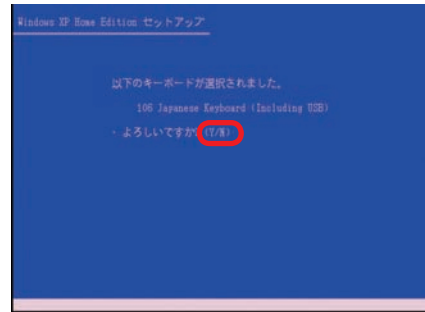 Windows XP Home Edition セットアップ
以下のキーボードが選択されました。
106 Japanese Keyboard (Including USB)
・よろしいですか?(Y/N)